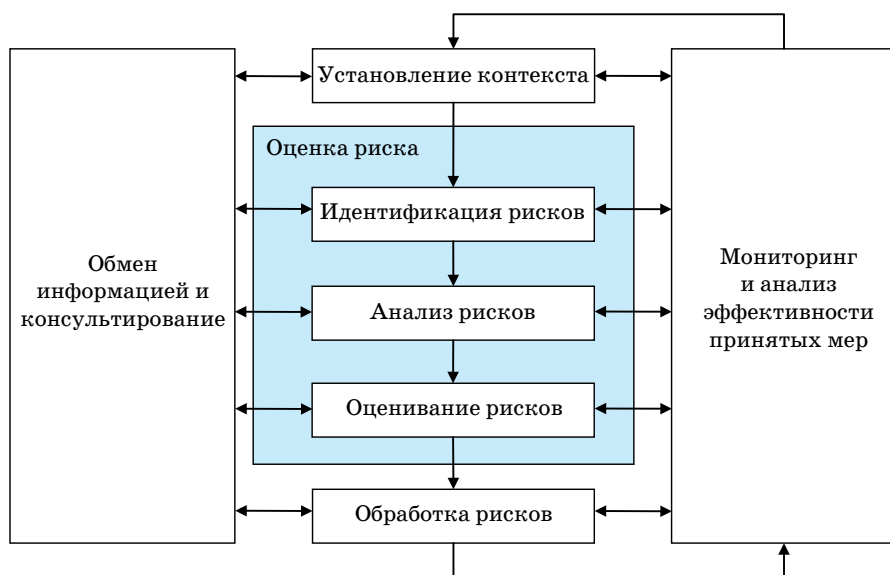 Установление контекста
Оценка риска
Идентификация рисков
Анализ рисков
Оценивание рисков
Обработка рисков
Обмен
информацией и
консультирование
Мониторинг
и анализ
эффективности
принятых мер